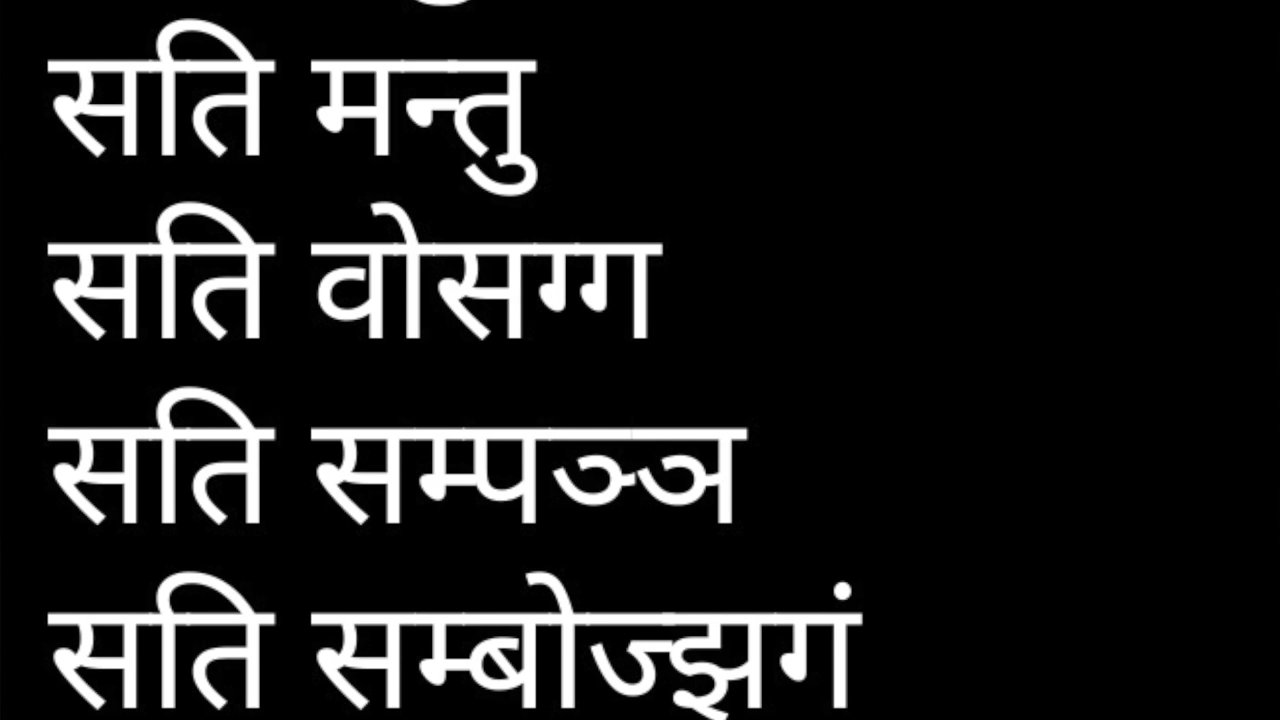 सति मन्तु
सति वोसग्ग
सति सम्पञ्ञ
सति सम्बोज्झगं